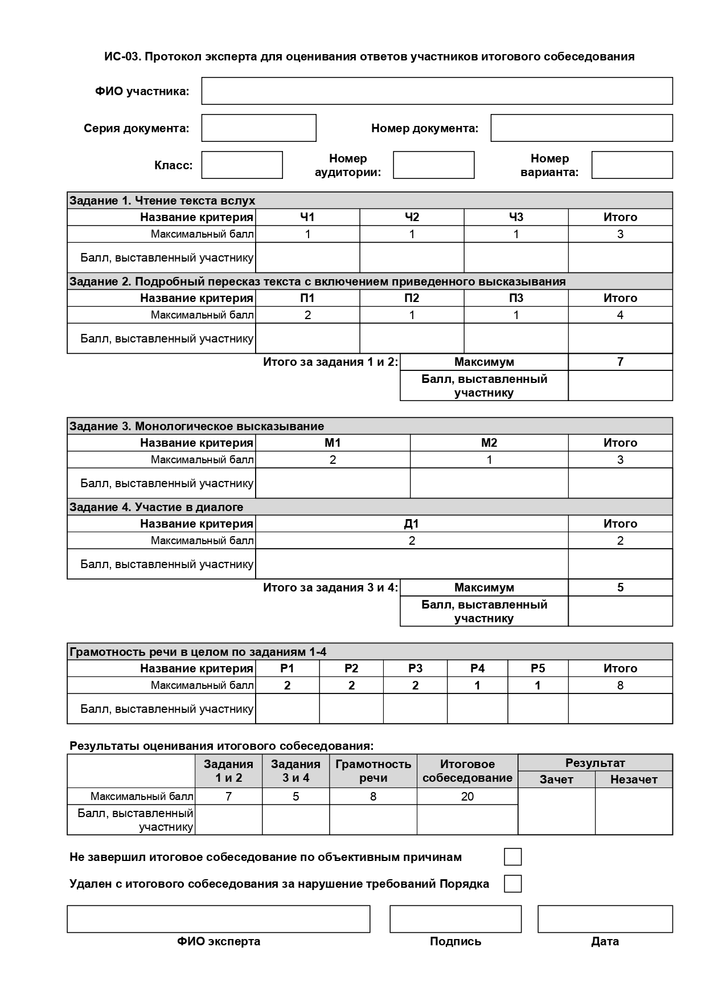 ИС-03. Протокол эксперта для оценивания ответов участников итогового собеседования
ФИО участника:
Серия документа: Номер документа:
Класс: Номер аудитории: Номер варианта:
Задание 1. Чтение текста вслух
Название критерия Ч1 Ч2 Ч3 Итого
Максимальный балл 1 1 1 3
Балл, выставленный участнику
Задание 2. Подробный пересказ текста с включением приведенного высказывания
Название критерия П1 П2 П3 Итого
Максимальный балл 2 1 1 4
Балл, выставленный участнику
Итого за задания 1 и 2: Максимум 7
Балл, выставленный
участнику
Задание 3. Монологическое высказывание
Название критерия М1 М2 Итого
Максимальный балл 2 1 3
Балл, выставленный участнику
Задание 4. Участие в диалоге
Название критерия Д1 Итого
Максимальный балл 2 2
Балл, выставленный участнику
Итого за задания 3 и 4: Максимум 5
Балл, выставленный
участнику
Грамотность речи в целом по заданиям 1-4
Название критерия Р1 Р2 Р3 Р4 Р5 Итого
Максимальный балл 2 2 2 1 1 8
Балл, выставленный участнику
Результаты оценивания итогового собеседования:
Задания 1 и 2 Задания 3 и 4 Грамотность речи Итоговое собеседование Результат
Зачет Незачет
Максимальный балл 7 5 8 20
Балл, выставленный
участнику
Не завершил итоговое собеседование по объективным причинам
Удален с итогового собеседования за нарушение требований Порядка
ФИО эксперта Подпись Дата